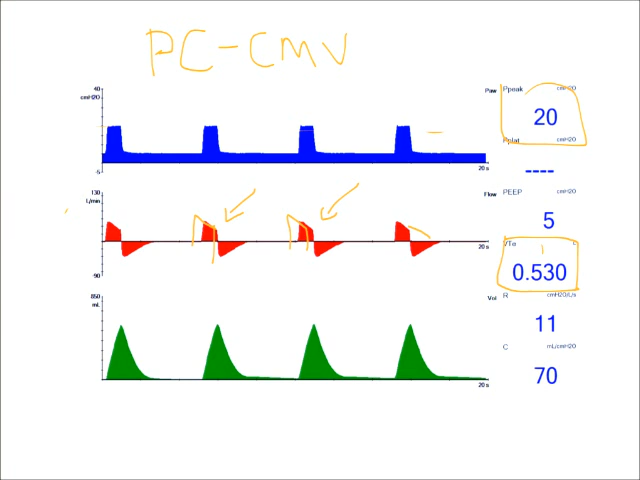 PC-CMV
40
cmH2O
-5
Paw
20 s
Ppeak
cmH2O
20
Pplat
cmH2O
----
130
L/min
-90
Flow
20 s
PEEP
cmH2O
5
VTe
L
0.530
850
mL
Vol
20 s
R
cmH2O/L/s
11
C
mL/cmH2O
70